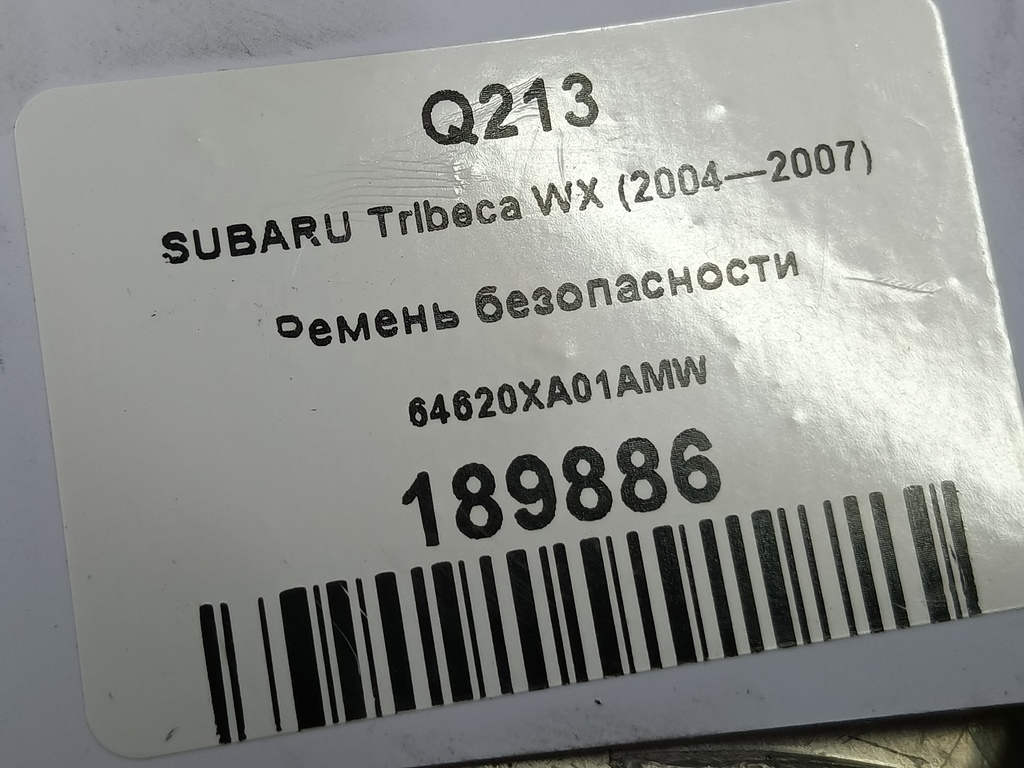 Q213
SUBARU Tribeca WX (2004—2007)
Ремень безопасности
64620XA01AMW
189886